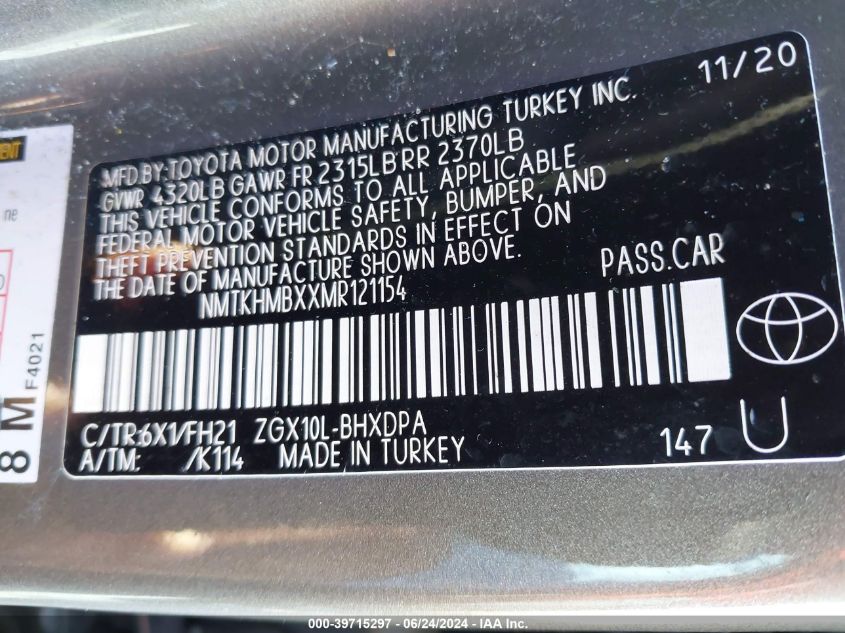 11/20
MFD.BY:TOYOTA MOTOR MANUFACTURING TURKEY INC.
GVWR 4320LB GAWR FR 2315LB RR 2370LB
THIS VEHICLE CONFORMS TO ALL APPLICABLE
FEDERAL MOTOR VEHICLE SAFETY, BUMPER, AND
THEFT PREVENTION STANDARDS IN EFFECT ON
THE DATE OF MANUFACTURE SHOWN ABOVE.
NMTKHMBXXMR121154
PASS.CAR
C/TR:6X1/FH21 ZGX10L-BHXDPA
A/TM: /K114 MADE IN TURKEY
147 U
ne
8 M
F4021
000-39715297 - 06/24/2024 - IAA Inc.